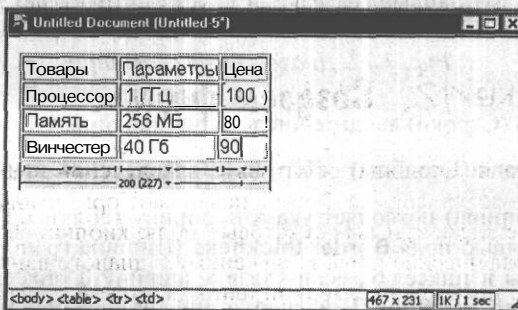 Untitled Document (Untitled-5*)
Товары Параметры Цена
Процессор 1 ГГц 100
Память 256 МБ 80
Винчестер 40 Гб 90
200 (227)
<body> <table> <tr> <td> 467 x 231 1K / 1 sec